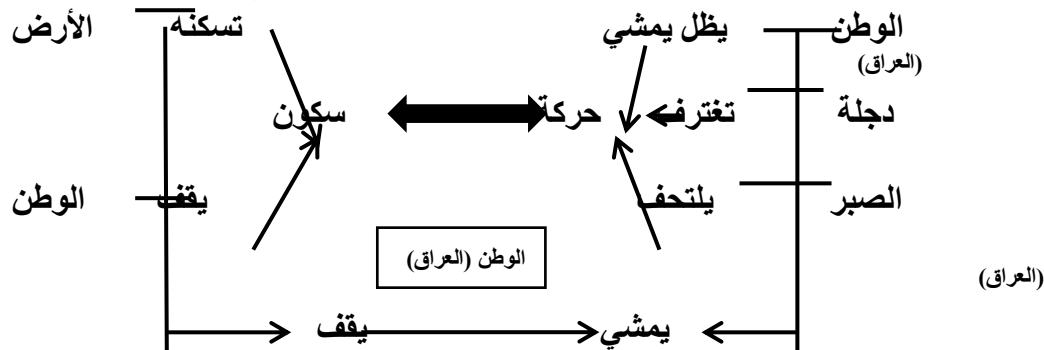 الوطن يظل يمشي تسكنه الأرض
(العراق)
دجلة تغترف حركة سكون
الصبر يلتحف يقف الوطن
الوطن (العراق)
(العراق)
يمشي يقف